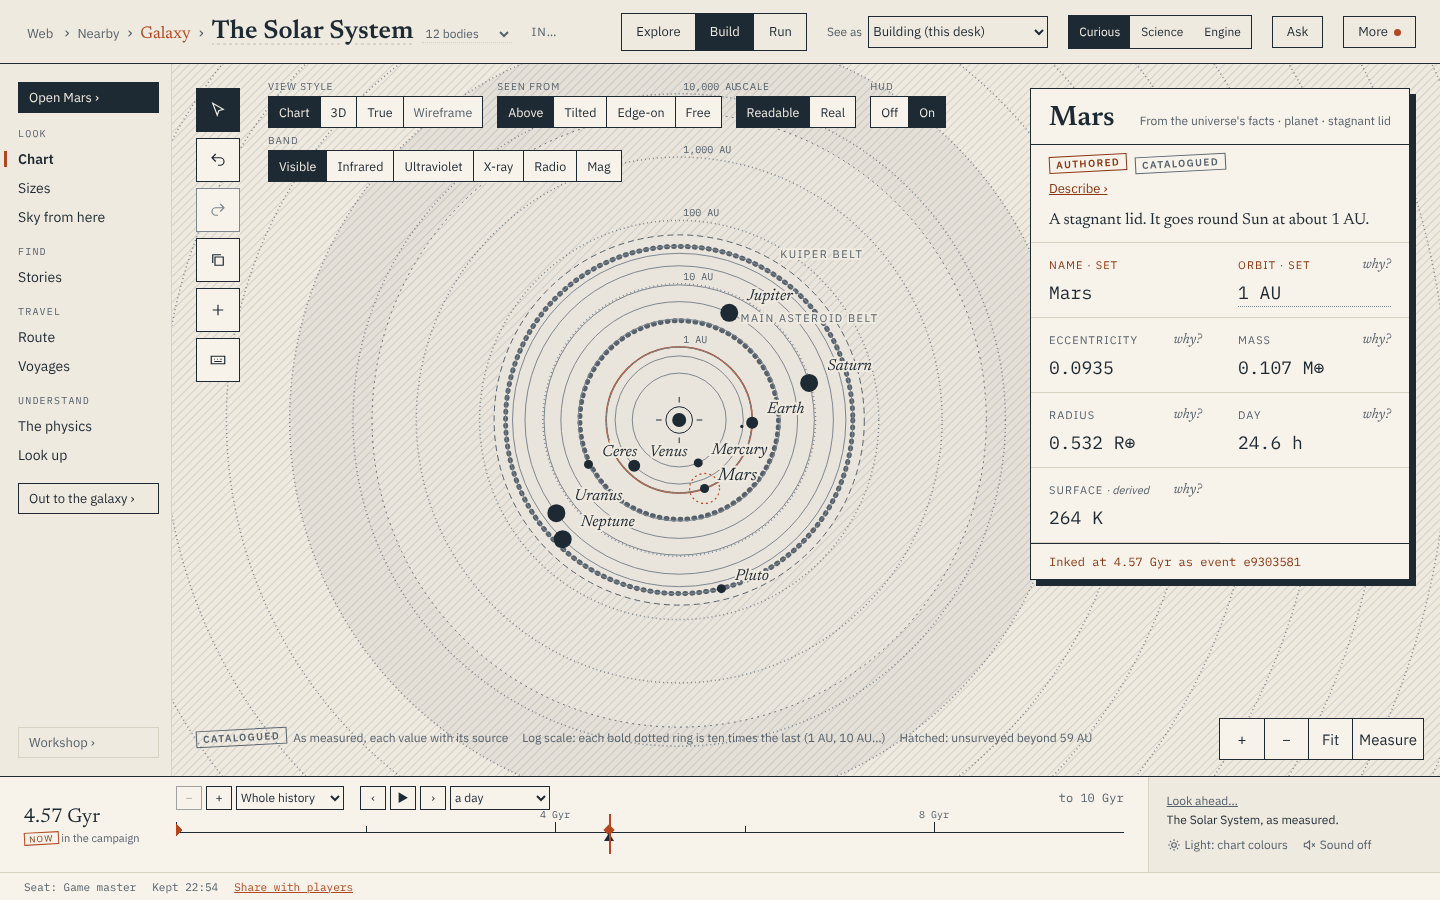 Web › Nearby › Galaxy › The Solar System 12 bodies IN…
Explore Build Run
See as Building (this desk)
Curious Science Engine
Ask
More
Open Mars ›
LOOK
Chart
Sizes
Sky from here
FIND
Stories
TRAVEL
Route
Voyages
UNDERSTAND
The physics
Look up
Out to the galaxy ›
Workshop ›
VIEW STYLE
Chart 3D True Wireframe
SEEN FROM
Above Tilted Edge-on Free
10,000 AU
SCALE
Readable Real
HUD
Off On
BAND
Visible Infrared Ultraviolet X-ray Radio Mag
1,000 AU
100 AU
KUIPER BELT
10 AU
Jupiter
MAIN ASTEROID BELT
1 AU
Saturn
Earth
Ceres Venus Mercury
Mars
Uranus
Neptune
Pluto
Mars
From the universe's facts · planet · stagnant lid
AUTHORED CATALOGUED
Describe ›
A stagnant lid. It goes round Sun at about 1 AU.
NAME · SET
Mars
ORBIT · SET why?
1 AU
ECCENTRICITY why?
0.0935
MASS why?
0.107 M⊕
RADIUS why?
0.532 R⊕
DAY why?
24.6 h
SURFACE · derived why?
264 K
Inked at 4.57 Gyr as event e9303581
CATALOGUED As measured, each value with its source Log scale: each bold dotted ring is ten times the last (1 AU, 10 AU…) Hatched: unsurveyed beyond 59 AU
+ − Fit Measure
4.57 Gyr
NOW in the campaign
− + Whole history ‹ ▶ › a day
to 10 Gyr
4 Gyr 8 Gyr
Look ahead…
The Solar System, as measured.
Light: chart colours Sound off
Seat: Game master Kept 22:54 Share with players